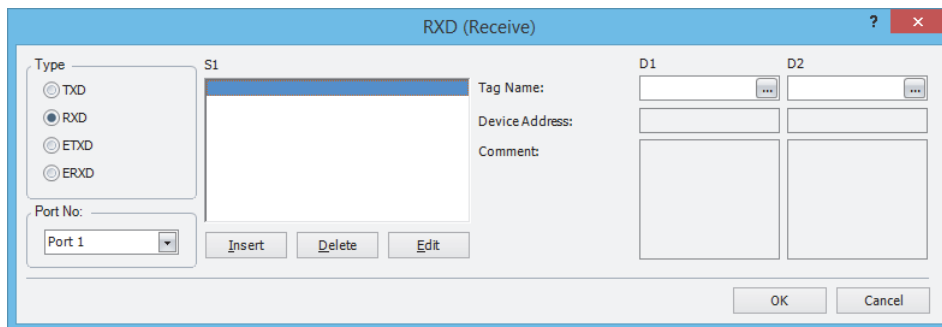 RXD (Receive)
? ×
Type
TXD
RXD
ETXD
ERXD
Port No:
Port 1
S1
Insert Delete Edit
D1 D2
Tag Name: ... ...
Device Address:
Comment:
OK Cancel